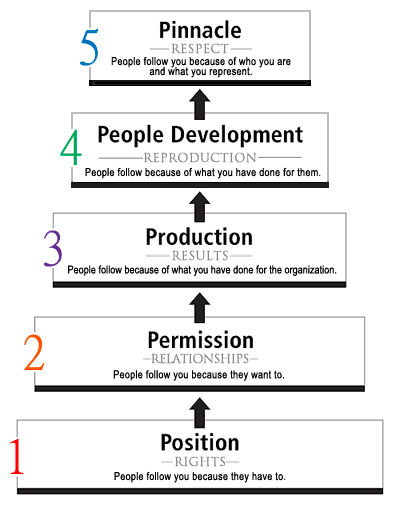 5
Pinnacle
RESPECT
People follow you because of who you are
and what you represent.
4
People Development
REPRODUCTION
People follow because of what you have done for them.
3
Production
RESULTS
People follow because of what you have done for the organization.
2
Permission
RELATIONSHIPS
People follow you because they want to.
1
Position
RIGHTS
People follow you because they have to.